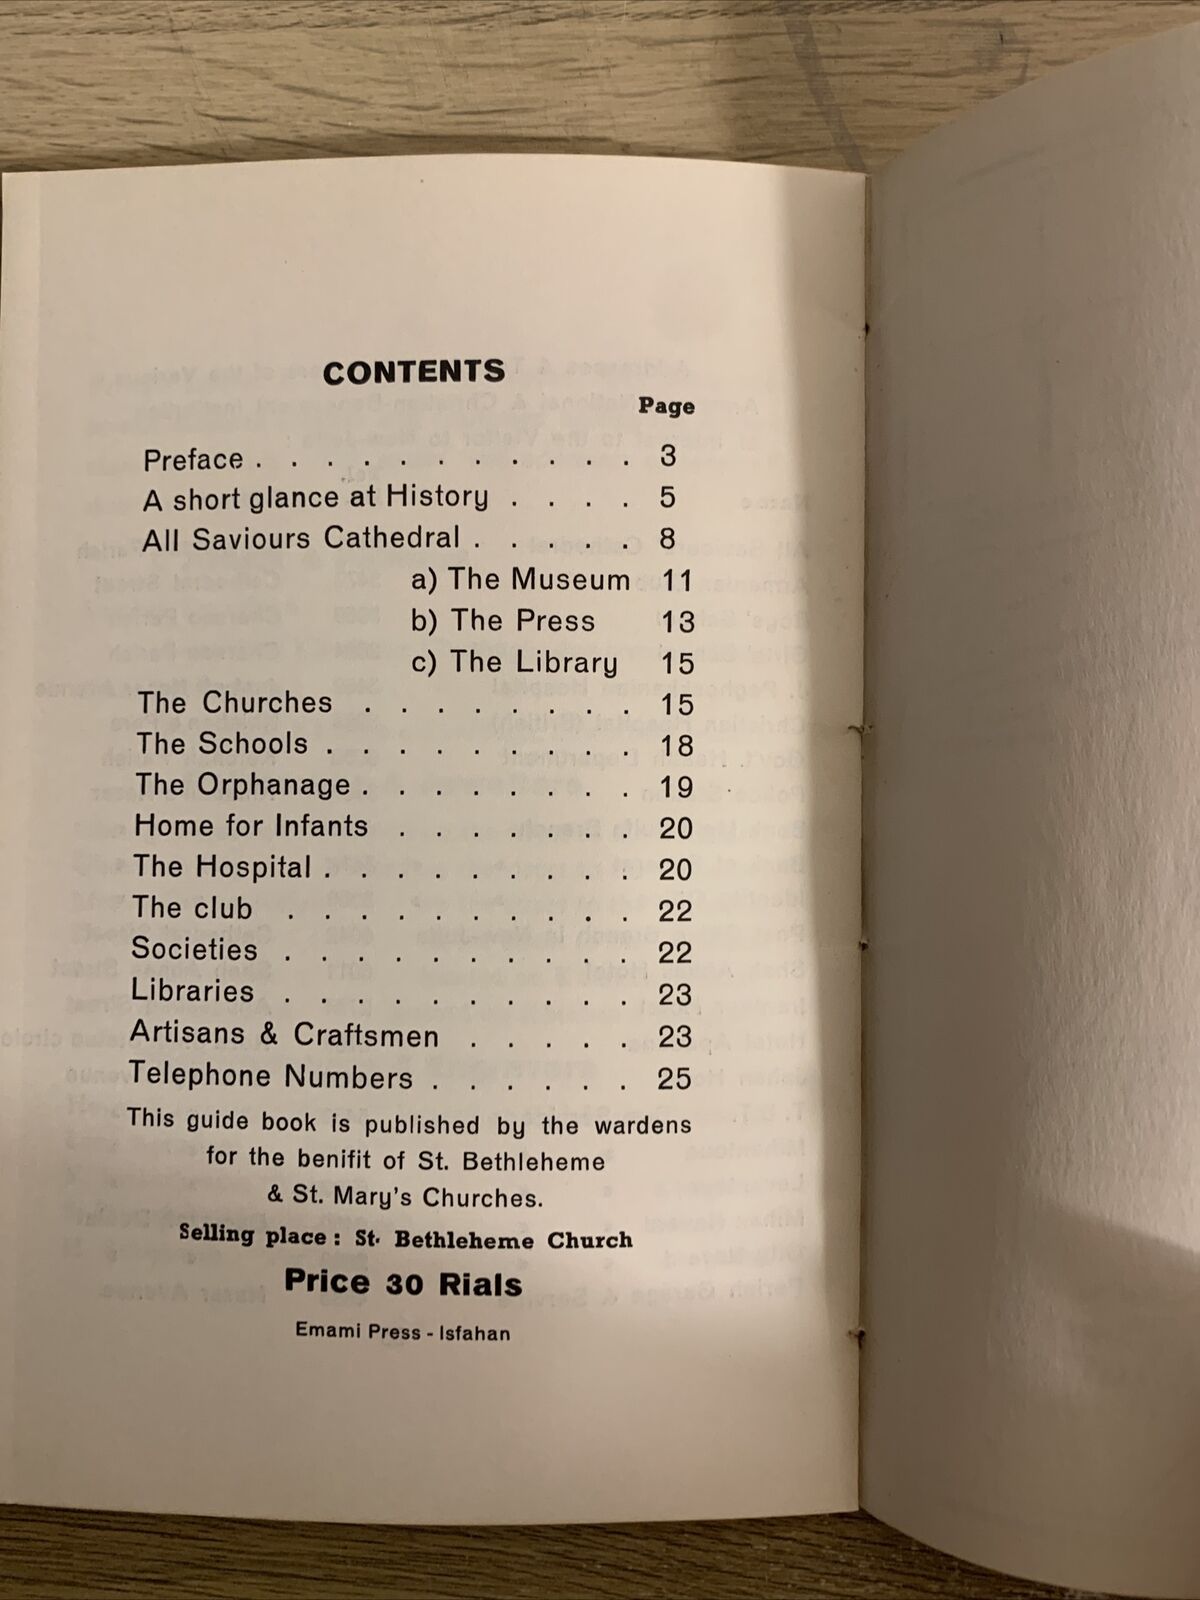 CONTENTS
Page
Preface . . . . . . . . . . . 3
A short glance at History . . . . 5
All Saviours Cathedral . . . . . 8
a) The Museum 11
b) The Press 13
c) The Library 15
The Churches . . . . . . . . 15
The Schools . . . . . . . . . 18
The Orphanage . . . . . . . . 19
Home for Infants . . . . . . . 20
The Hospital . . . . . . . . . 20
The club . . . . . . . . . . 22
Societies . . . . . . . . . . 22
Libraries . . . . . . . . . . 23
Artisans & Craftsmen . . . . . 23
Telephone Numbers . . . . . . 25
This guide book is published by the wardens
for the benifit of St. Bethleheme
& St. Mary's Churches.
Selling place : St. Bethleheme Church
Price 30 Rials
Emami Press - Isfahan